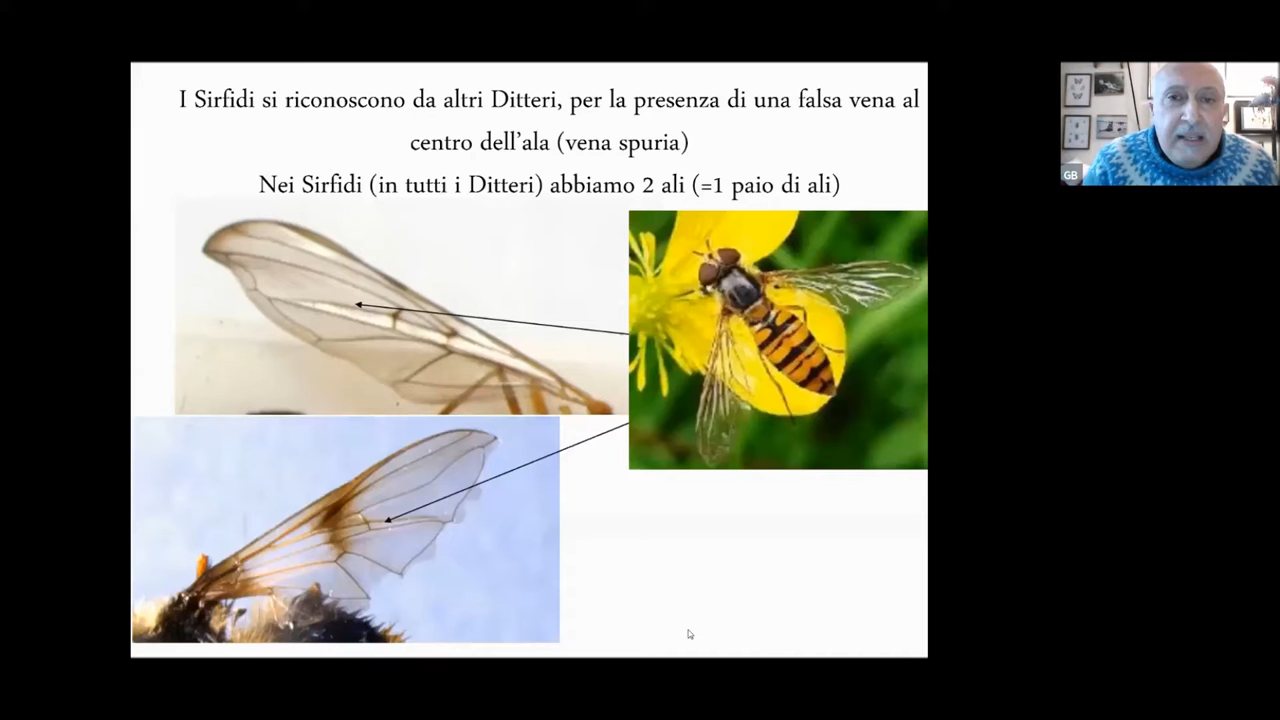 I Sirfidi si riconoscono da altri Ditteri, per la presenza di una falsa vena al
centro dell'ala (vena spuria)
Nei Sirfidi (in tutti i Ditteri) abbiamo 2 ali (=1 paio di ali)
GB